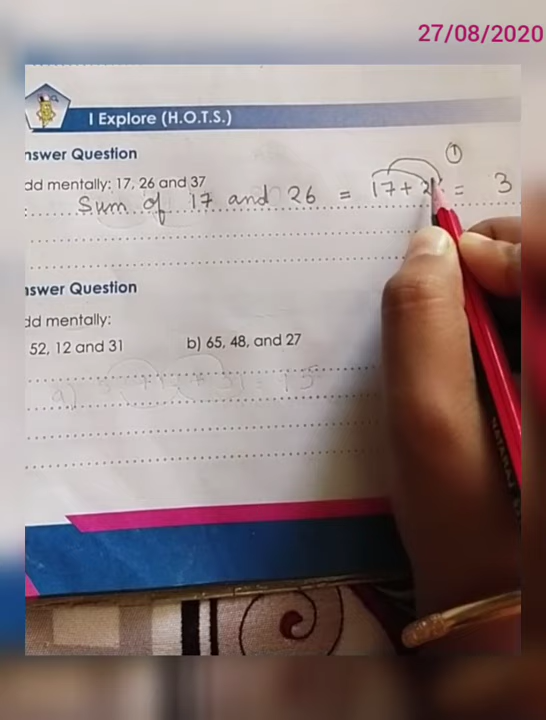 27/08/2020
I Explore (H.O.T.S.)
nswer Question
dd mentally: 17, 26 and 37
Sum of 17 and 26 = 17 + 2 = 3
1
nswer Question
dd mentally:
52, 12 and 31 b) 65, 48, and 27
a)
NATARAJ